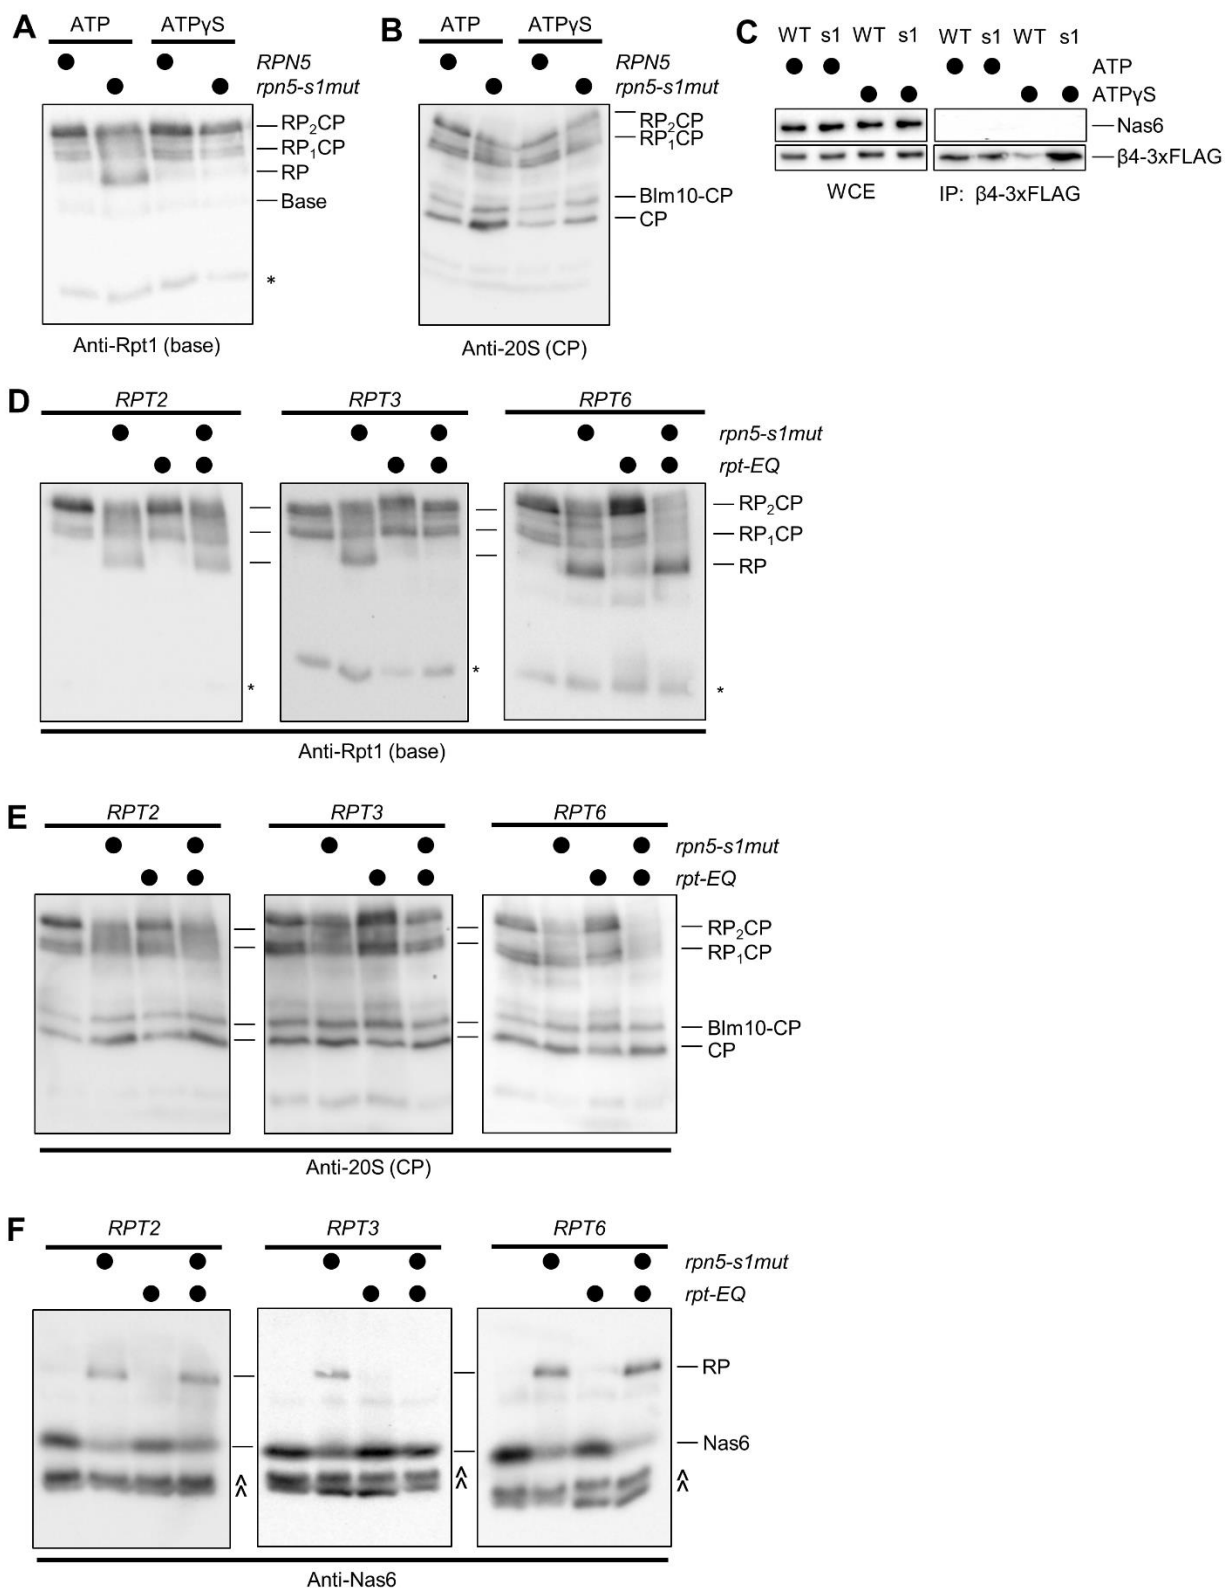 A
ATP ATPγS
RPN5
rpn5-s1mut
RP₂CP
RP₁CP
RP
Base
*
Anti-Rpt1 (base)
B
ATP ATPγS
RPN5
rpn5-s1mut
RP₂CP
RP₁CP
Blm10-CP
CP
Anti-20S (CP)
C
WT s1 WT s1 WT s1 WT s1
ATP
ATPγS
Nas6
β4-3xFLAG
WCE IP: β4-3xFLAG
D
RPT2 RPT3 RPT6
rpn5-s1mut
rpt-EQ
RP₂CP
RP₁CP
RP
* * *
Anti-Rpt1 (base)
E
RPT2 RPT3 RPT6
rpn5-s1mut
rpt-EQ
RP₂CP
RP₁CP
Blm10-CP
CP
Anti-20S (CP)
F
RPT2 RPT3 RPT6
rpn5-s1mut
rpt-EQ
RP
Nas6
^ ^ ^
^ ^ ^
Anti-Nas6